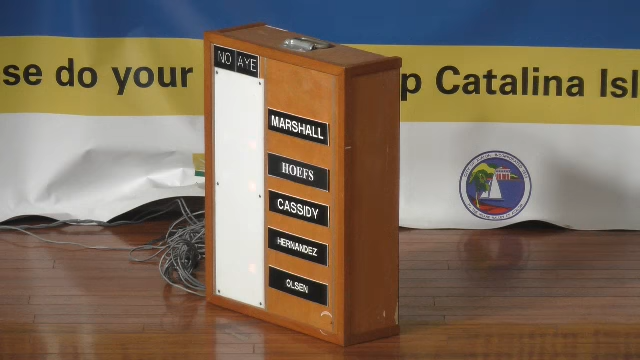 se do your
p Catalina Isl
NO AYE
MARSHALL
HOEFS
CASSIDY
HERNANDEZ
OLSEN